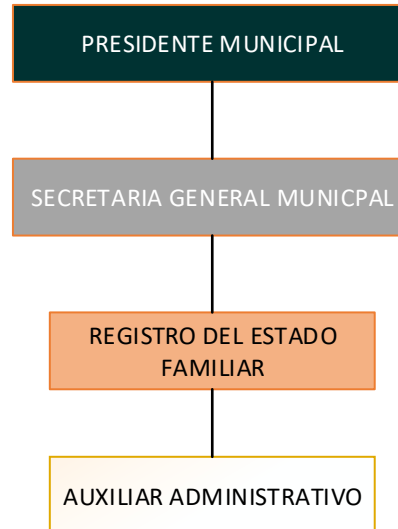 PRESIDENTE MUNICIPAL
SECRETARIA GENERAL MUNICPAL
REGISTRO DEL ESTADO
FAMILIAR
AUXILIAR ADMINISTRATIVO